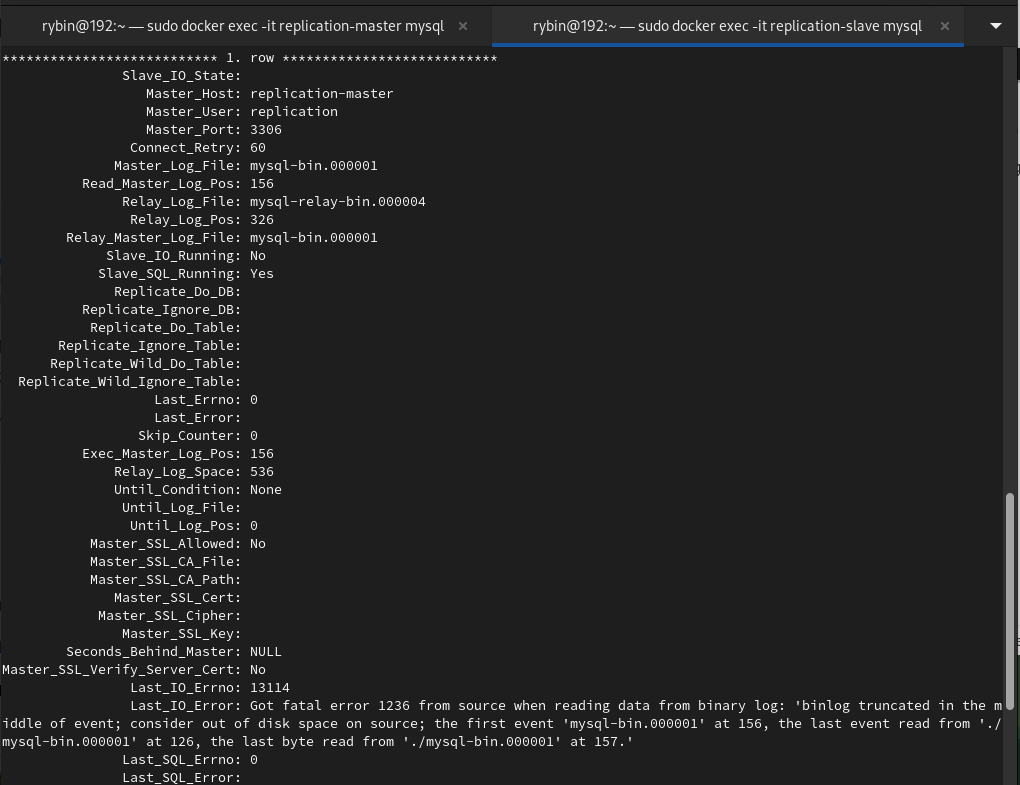 rybin@192:~ — sudo docker exec -it replication-master mysql × rybin@192:~ — sudo docker exec -it replication-slave mysql ×
*************************** 1. row ***************************
Slave_IO_State:
Master_Host: replication-master
Master_User: replication
Master_Port: 3306
Connect_Retry: 60
Master_Log_File: mysql-bin.000001
Read_Master_Log_Pos: 156
Relay_Log_File: mysql-relay-bin.000004
Relay_Log_Pos: 326
Relay_Master_Log_File: mysql-bin.000001
Slave_IO_Running: No
Slave_SQL_Running: Yes
Replicate_Do_DB:
Replicate_Ignore_DB:
Replicate_Do_Table:
Replicate_Ignore_Table:
Replicate_Wild_Do_Table:
Replicate_Wild_Ignore_Table:
Last_Errno: 0
Last_Error:
Skip_Counter: 0
Exec_Master_Log_Pos: 156
Relay_Log_Space: 536
Until_Condition: None
Until_Log_File:
Until_Log_Pos: 0
Master_SSL_Allowed: No
Master_SSL_CA_File:
Master_SSL_CA_Path:
Master_SSL_Cert:
Master_SSL_Cipher:
Master_SSL_Key:
Seconds_Behind_Master: NULL
Master_SSL_Verify_Server_Cert: No
Last_IO_Errno: 13114
Last_IO_Error: Got fatal error 1236 from source when reading data from binary log: 'binlog truncated in the m
iddle of event; consider out of disk space on source; the first event 'mysql-bin.000001' at 156, the last event read from './
mysql-bin.000001' at 126, the last byte read from './mysql-bin.000001' at 157.'
Last_SQL_Errno: 0
Last_SQL_Error: